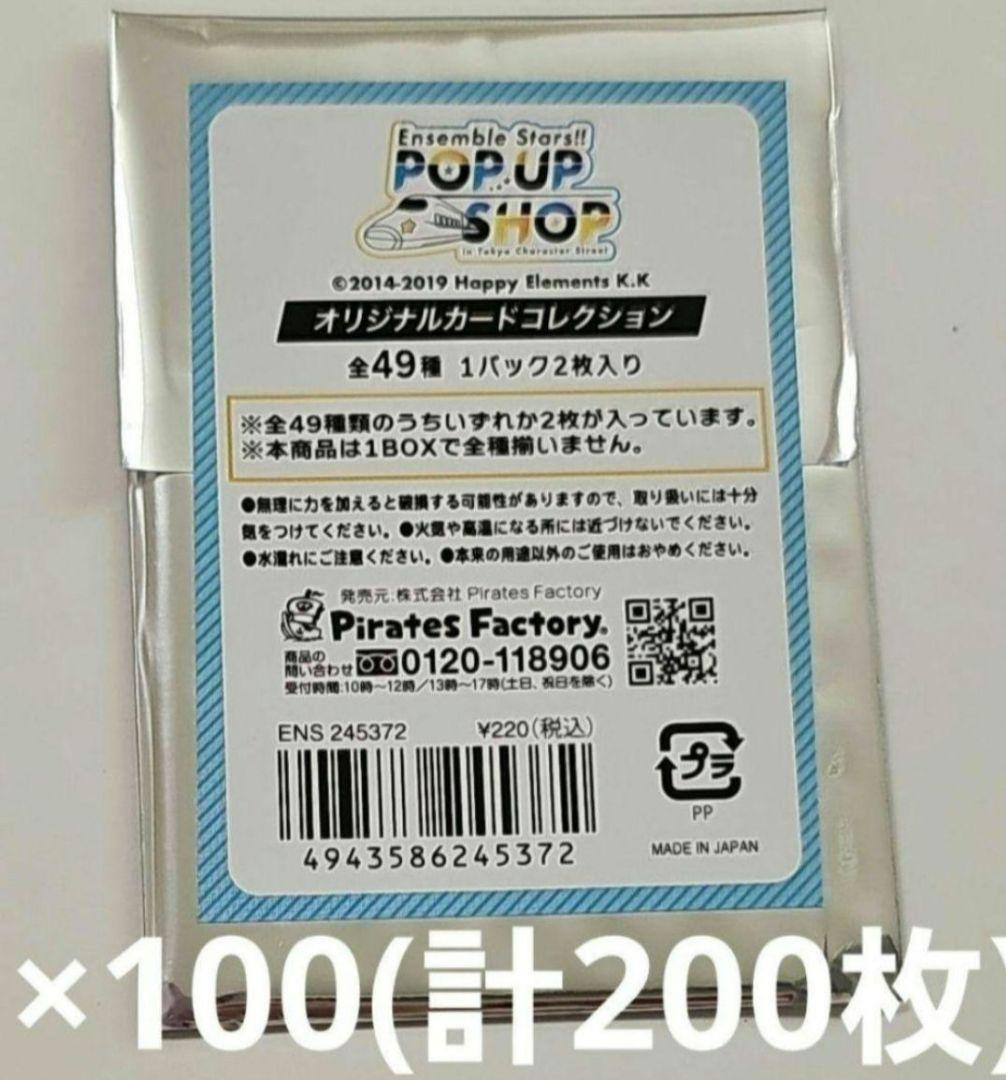 Ensemble Stars!!
POP UP
SHOP
in Tokyo Character Street
©2014-2019 Happy Elements K.K
オリジナルカードコレクション
全49種 1パック2枚入り
※全49種類のうちいずれか2枚が入っています。
※本商品は1BOXで全種揃いません。
●無理に力を加えると破損する可能性がありますので、取り扱いには十分
気をつけてください。●火気や高温になる所には近づけないでください。
●水濡れにご注意ください。●本来の用途以外のご使用はおやめください。
発売元:株式会社 Pirates Factory
Pirates Factory®
商品の
問い合わせ 0120-118906
受付時間:10時～12時/13時～17時(土日、祝日を除く)
ENS 245372 ¥220(税込)
プラ
PP
4943586245372
MADE IN JAPAN
×100(計200枚)